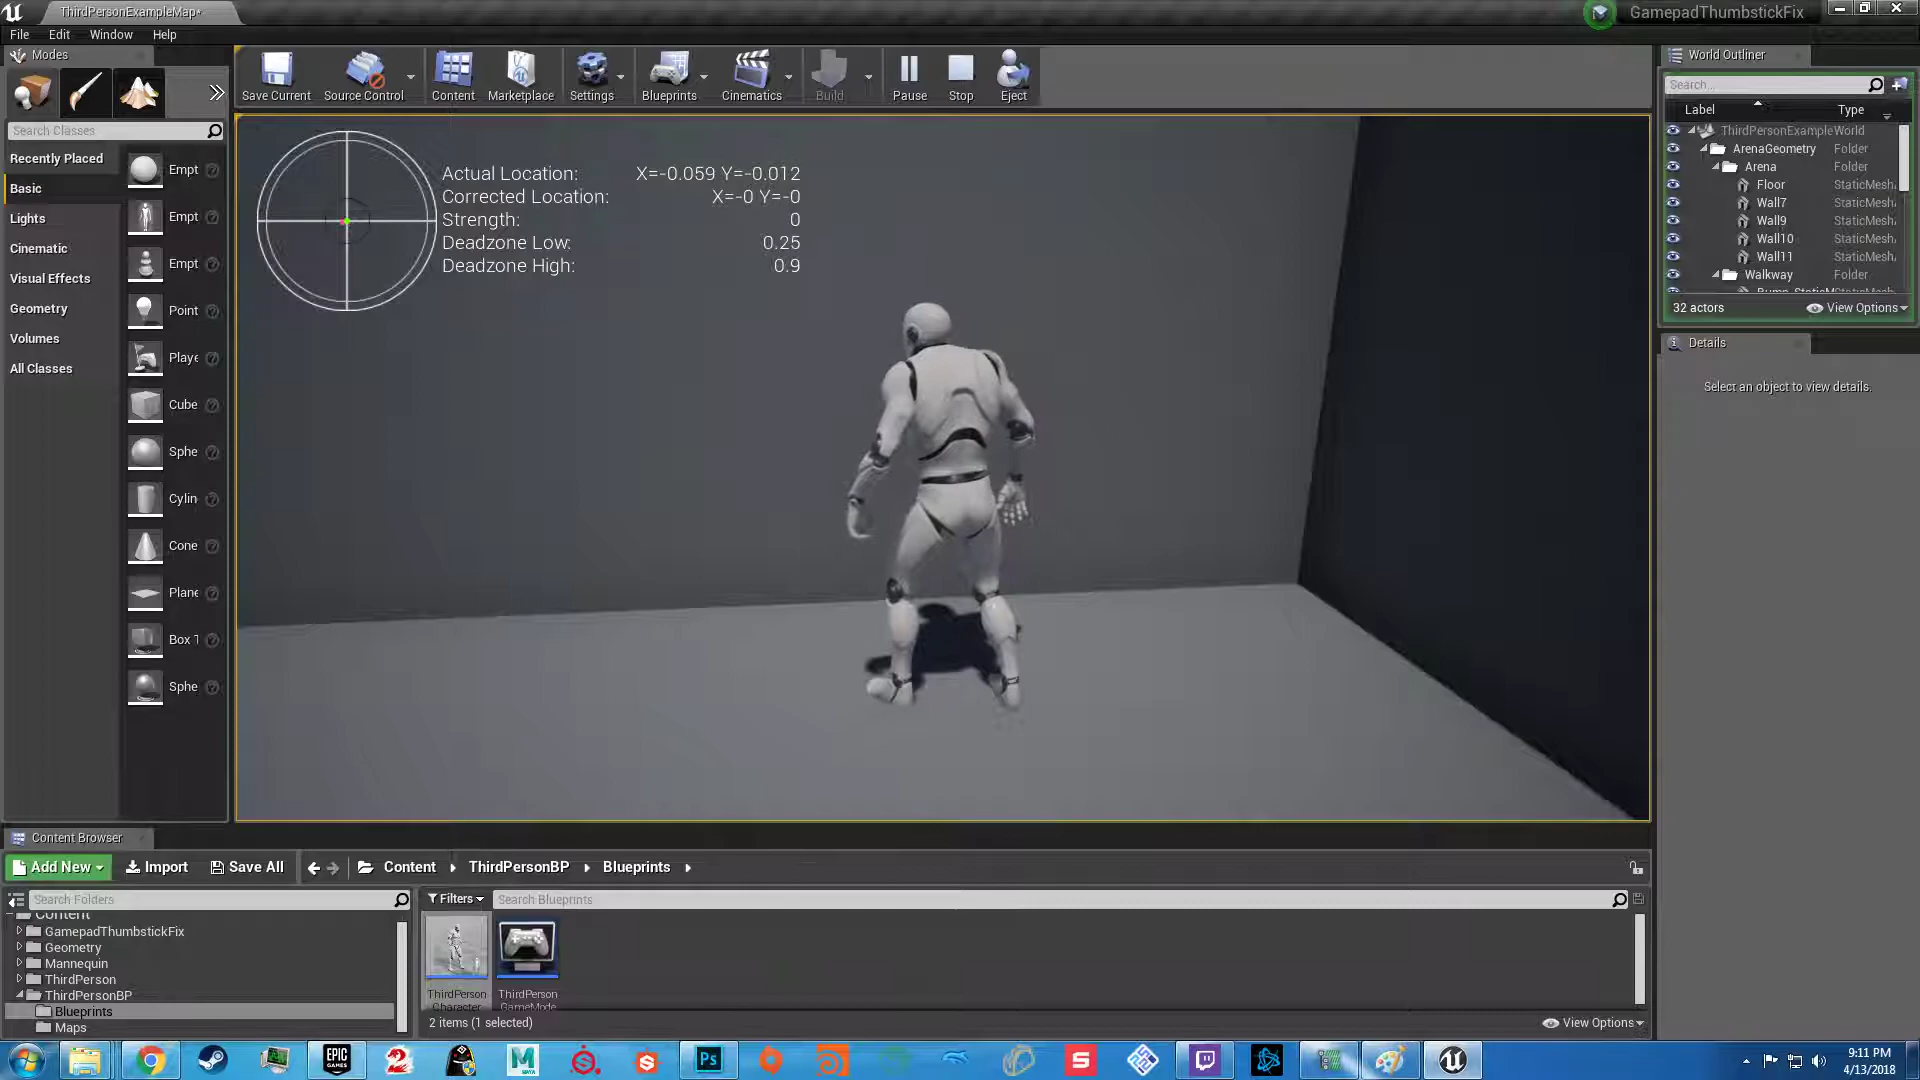 ThirdPersonExampleMap*
GamepadThumbstickFix
File Edit Window Help
Modes
Save Current Source Control Content Marketplace Settings Blueprints Cinematics Build Pause Stop Eject
World Outliner
Search...
Label Type
Search Classes
Recently Placed
Basic
Lights
Cinematic
Visual Effects
Geometry
Volumes
All Classes
Empt
Empt
Empt
Point
Playe
Cube
Sphe
Cylin
Cone
Plane
Box T
Sphe
Actual Location: X=-0.059 Y=-0.012
Corrected Location: X=-0 Y=-0
Strength: 0
Deadzone Low: 0.25
Deadzone High: 0.9
ThirdPersonExample World
ArenaGeometry Folder
Arena Folder
Floor StaticMesh
Wall7 StaticMesh
Wall9 StaticMesh
Wall10 StaticMesh
Wall11 StaticMesh
Walkway Folder
32 actors View Options
Details
Select an object to view details.
Content Browser
Add New Import Save All Content ThirdPersonBP Blueprints
Search Folders
Filters Search Blueprints
Content
GamepadThumbstickFix
Geometry
Mannequin
ThirdPerson
ThirdPersonBP
Blueprints
Maps
ThirdPerson
Character
ThirdPerson
GameMode
2 items (1 selected) View Options
EPIC
GAMES
2
M
MAYA
Ps
S
9:11 PM
4/13/2018